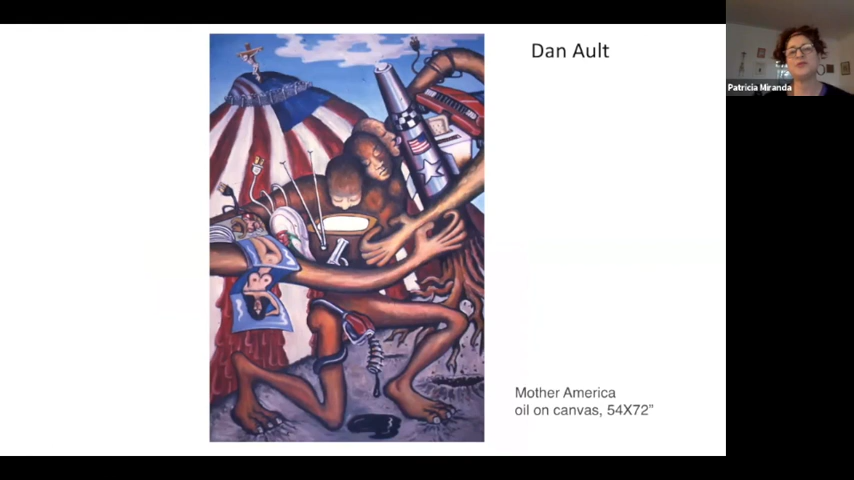 Dan Ault
Patricia Miranda
Mother America
oil on canvas, 54X72”